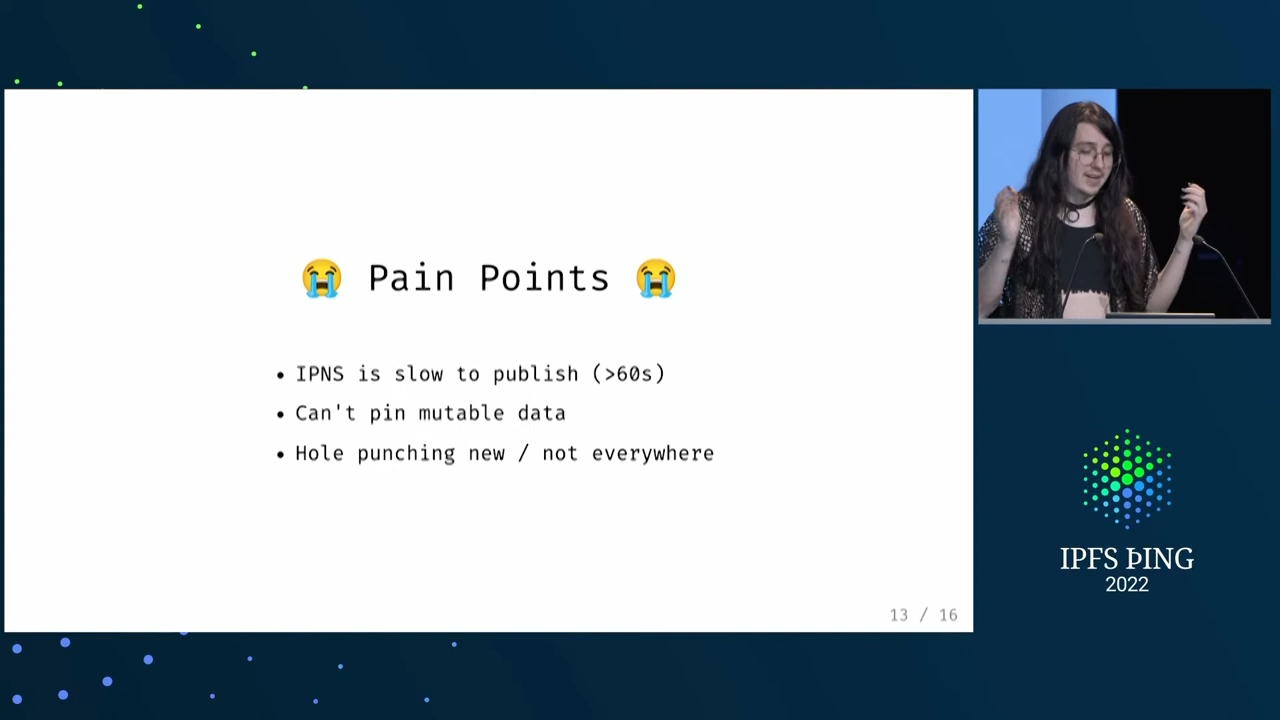 😭 Pain Points 😭
• IPNS is slow to publish (>60s)
• Can't pin mutable data
• Hole punching new / not everywhere
13 / 16
IPFS ÞING
2022